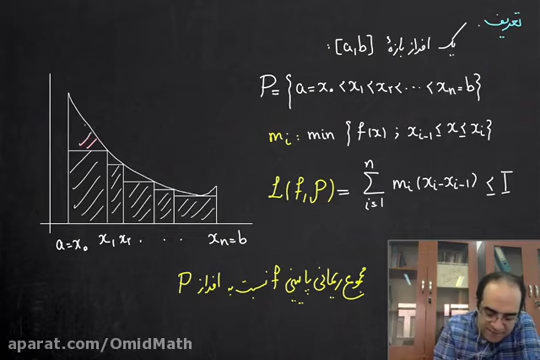 تعریف:
یک افراز بازهٔ [a,b] :
P = { a = x₀ < x₁ < x₂ < ⋯ < xₙ = b }
mᵢ : min { f(x) ; xᵢ₋₁ ≤ x ≤ xᵢ }
L(f,P) = ∑ᵢ₌₁ⁿ mᵢ (xᵢ - xᵢ₋₁) ≤ I
a = x₀ x₁ x₂ . . . xₙ = b
مجموع ریمانی پایینی f نسبت به افراز P
aparat.com/OmidMath